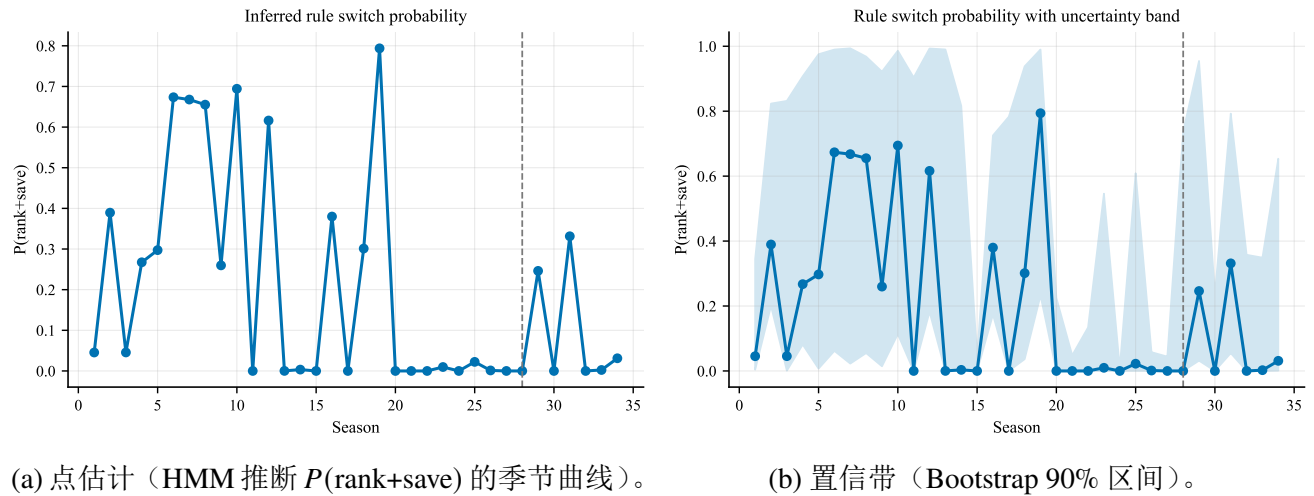 Inferred rule switch probability
P(rank+save)
0.8
0.7
0.6
0.5
0.4
0.3
0.2
0.1
0.0
0 5 10 15 20 25 30 35
Season
(a) 点估计（HMM 推断 P(rank+save) 的季节曲线）。
Rule switch probability with uncertainty band
P(rank+save)
1.0
0.8
0.6
0.4
0.2
0.0
0 5 10 15 20 25 30 35
Season
(b) 置信带（Bootstrap 90% 区间）。